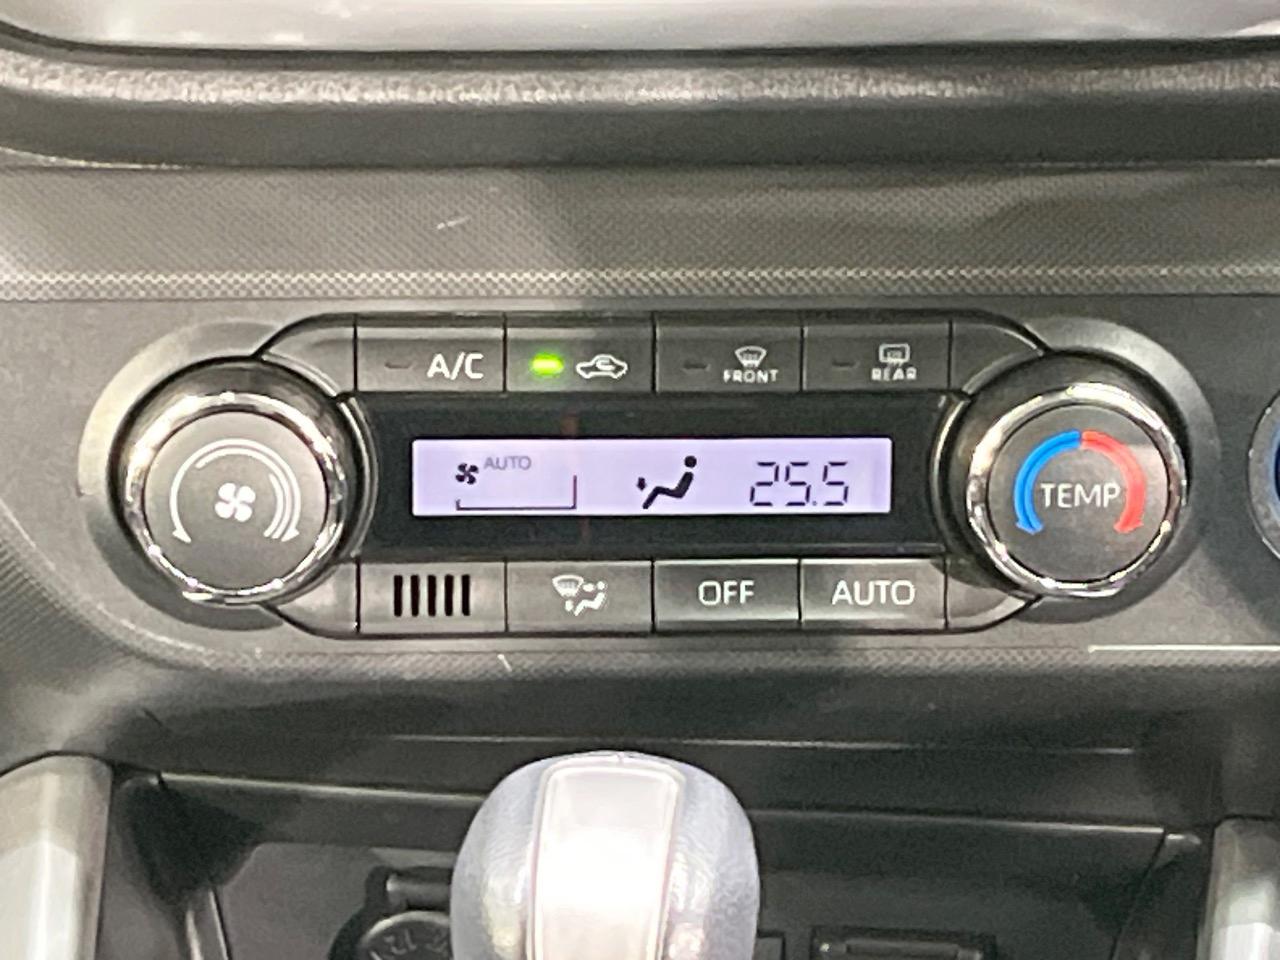 A/C
FRONT
REAR
AUTO
25.5
TEMP
OFF
AUTO